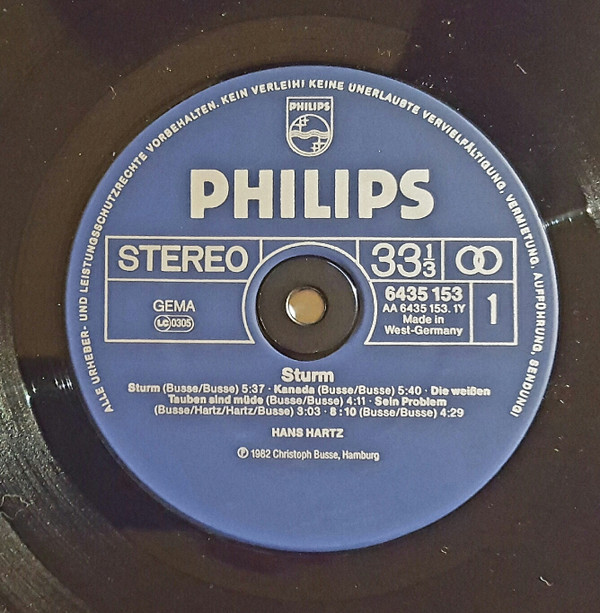 ALLE URHEBER- UND LEISTUNGSSCHUTZRECHTE VORBEHALTEN. KEIN VERLEIH! KEINE UNERLAUBTE VERVIELFÄLTIGUNG, VERMIETUNG, AUFFÜHRUNG, SENDUNG!
PHILIPS
PHILIPS
STEREO
33 1/3
GEMA
LC 0305
6435 153
AA 6435 153. 1Y
Made in
West-Germany
1
Sturm
Sturm (Busse/Busse) 5:37 · Kanada (Busse/Busse) 5:40 · Die weißen
Tauben sind müde (Busse/Busse) 4:11 · Sein Problem
(Busse/Hartz/Hartz/Busse) 3:03 · 8:10 (Busse/Busse) 4:29
HANS HARTZ
℗ 1982 Christoph Busse, Hamburg